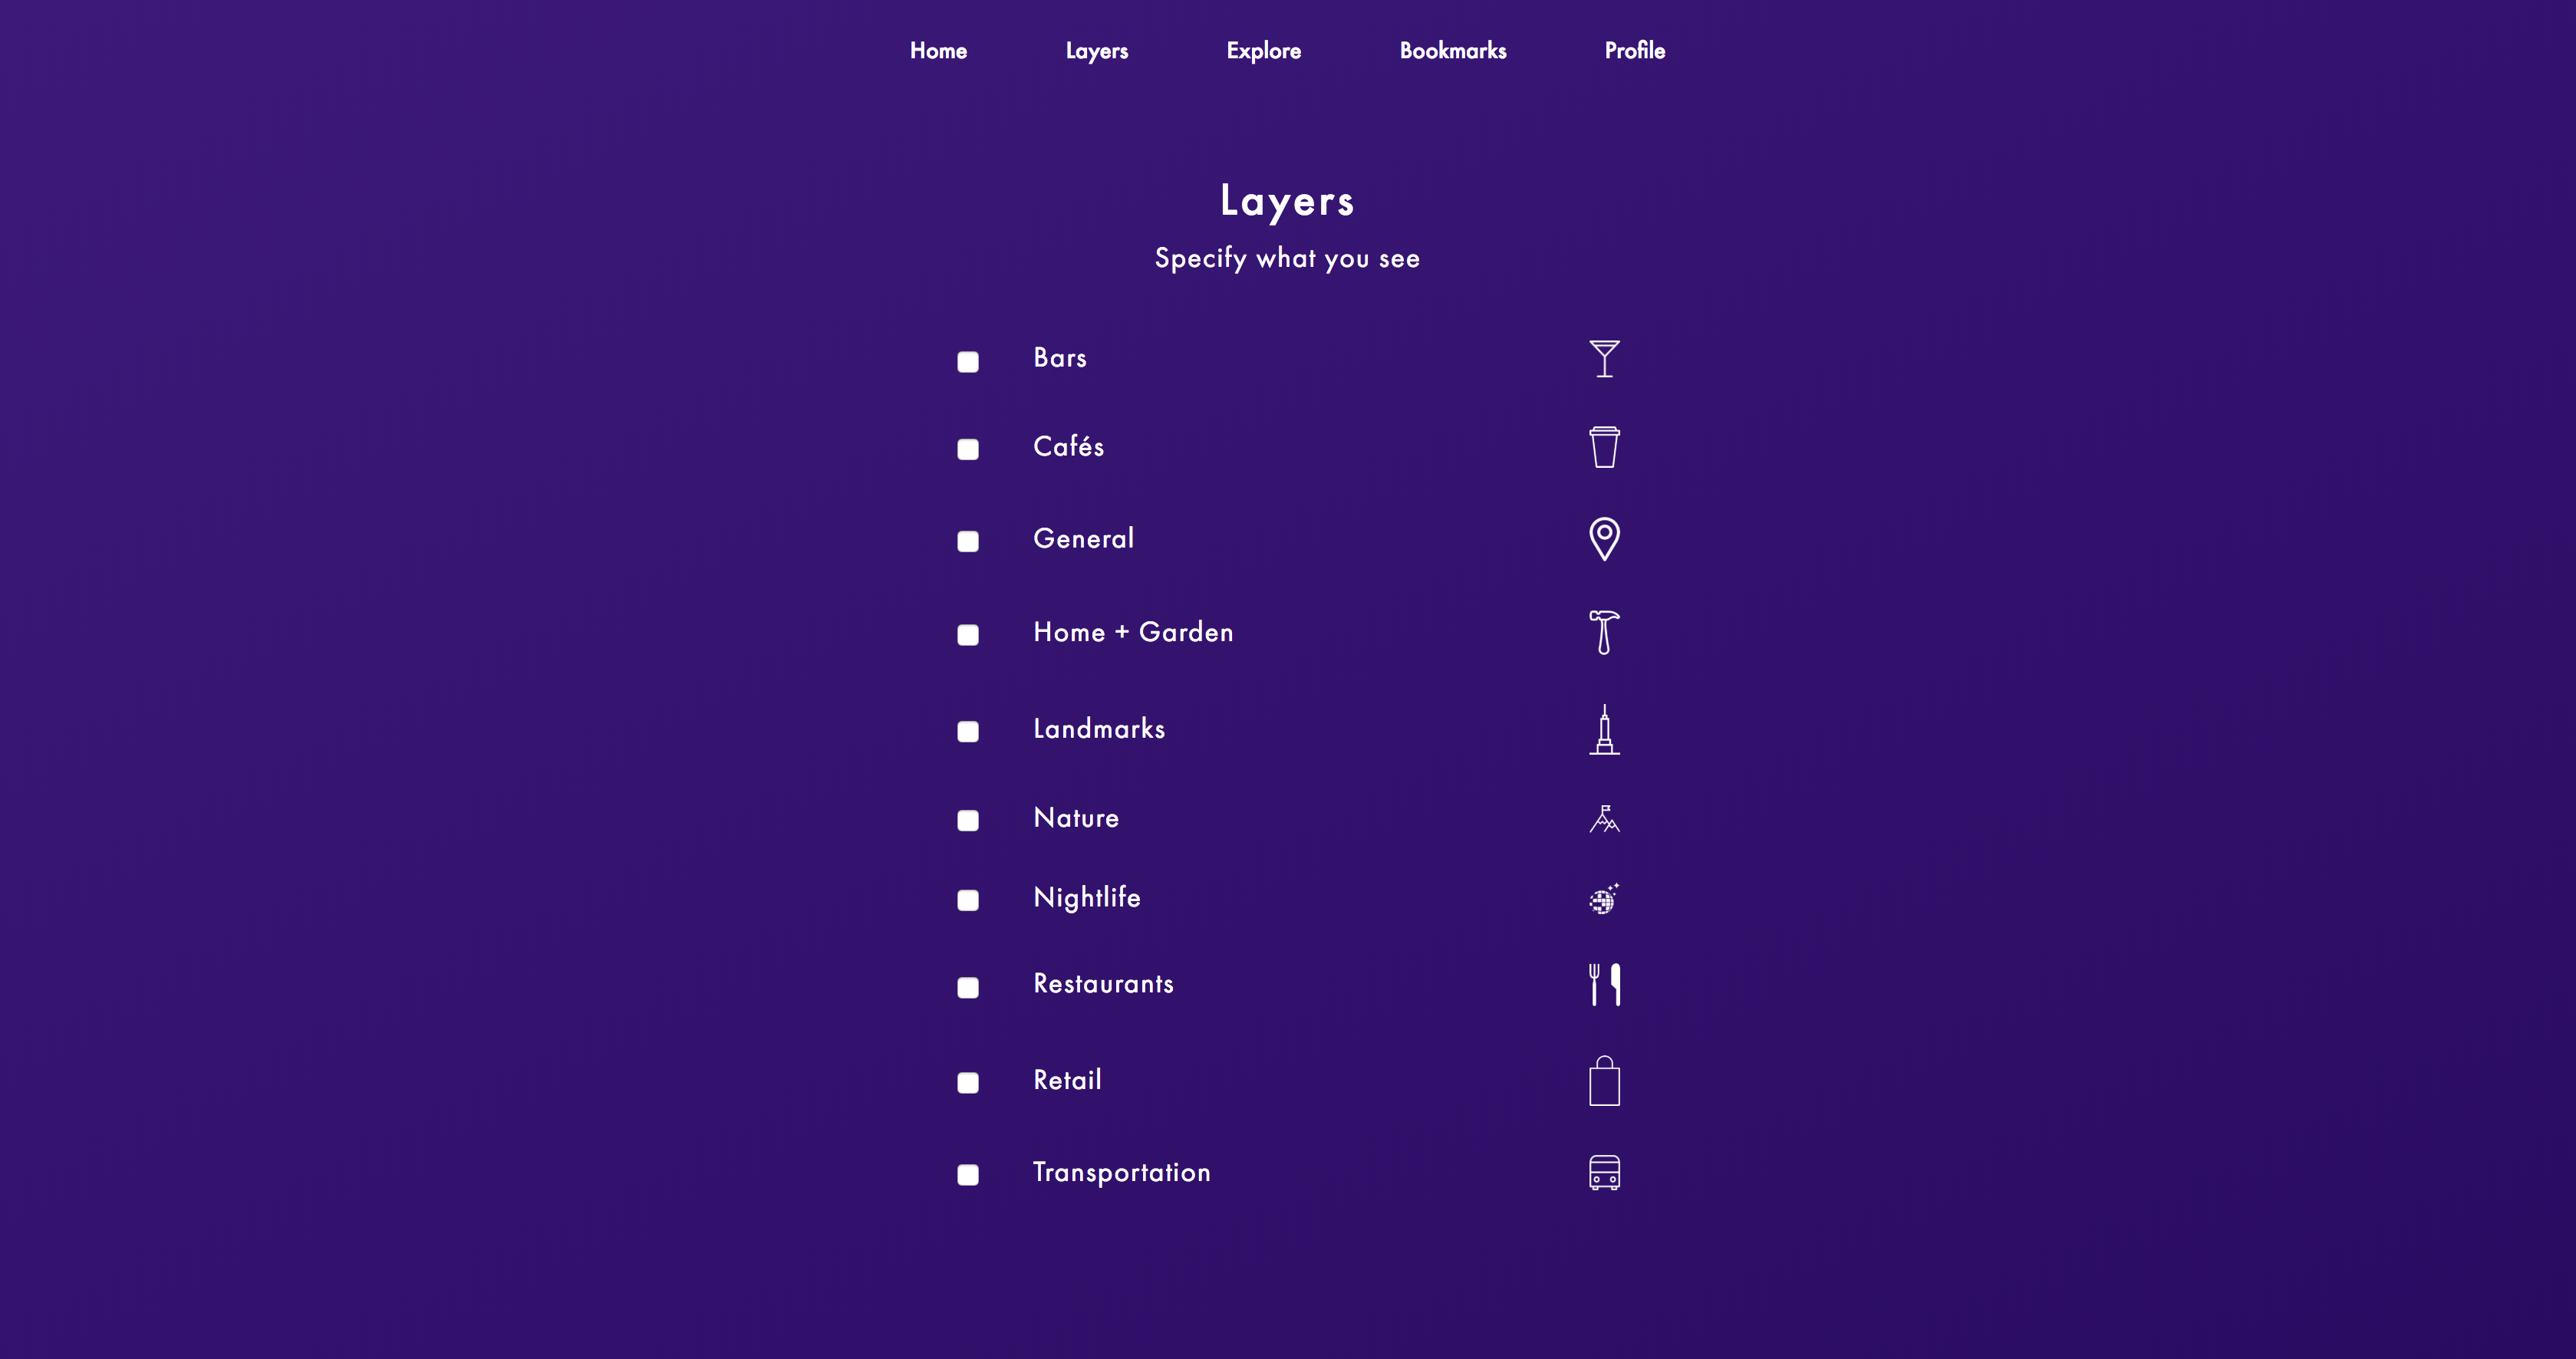 Home Layers Explore Bookmarks Profile
Layers
Specify what you see
Bars
Cafés
General
Home + Garden
Landmarks
Nature
Nightlife
Restaurants
Retail
Transportation